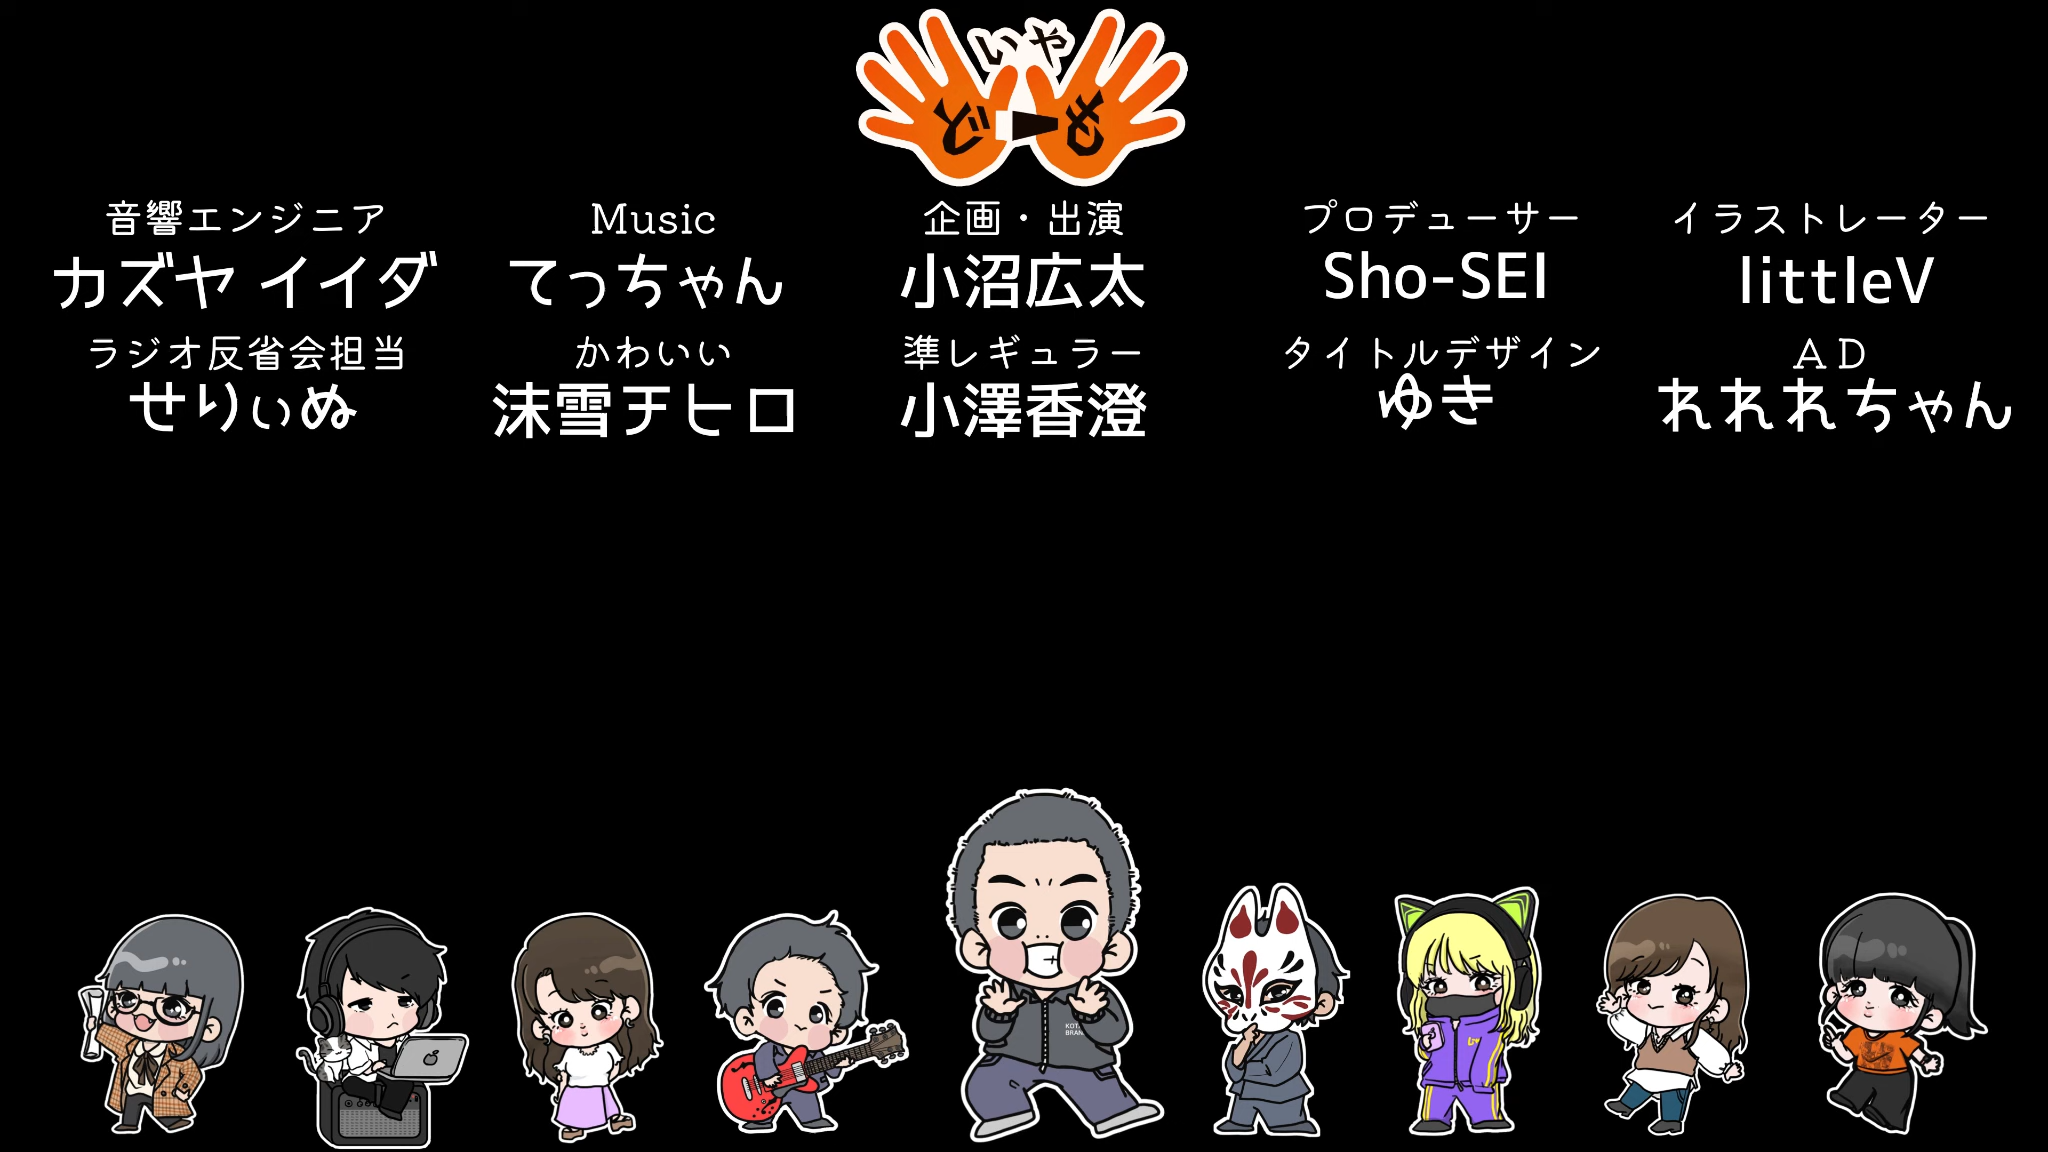 いや
どーも
音響エンジニア
カズヤ イイダ
Music
てっちゃん
企画・出演
小沼広太
プロデューサー
Sho-SEI
イラストレーター
littleV
ラジオ反省会担当
せりぃぬ
かわいい
沫雪チヒロ
準レギュラー
小澤香澄
タイトルデザイン
ゆき
AD
れれれちゃん